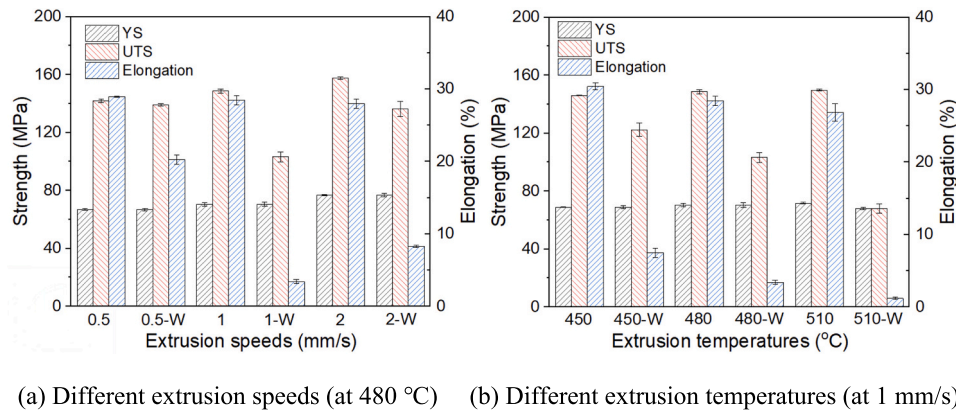 200
160
120
80
40
0
Strength (MPa)
YS
UTS
Elongation
40
30
20
10
0
Elongation (%)
0.5 0.5-W 1 1-W 2 2-W
Extrusion speeds (mm/s)
200
160
120
80
40
0
Strength (MPa)
YS
UTS
Elongation
40
30
20
10
0
Elongation (%)
450 450-W 480 480-W 510 510-W
Extrusion temperatures (°C)
(a) Different extrusion speeds (at 480 ℃) (b) Different extrusion temperatures (at 1 mm/s)